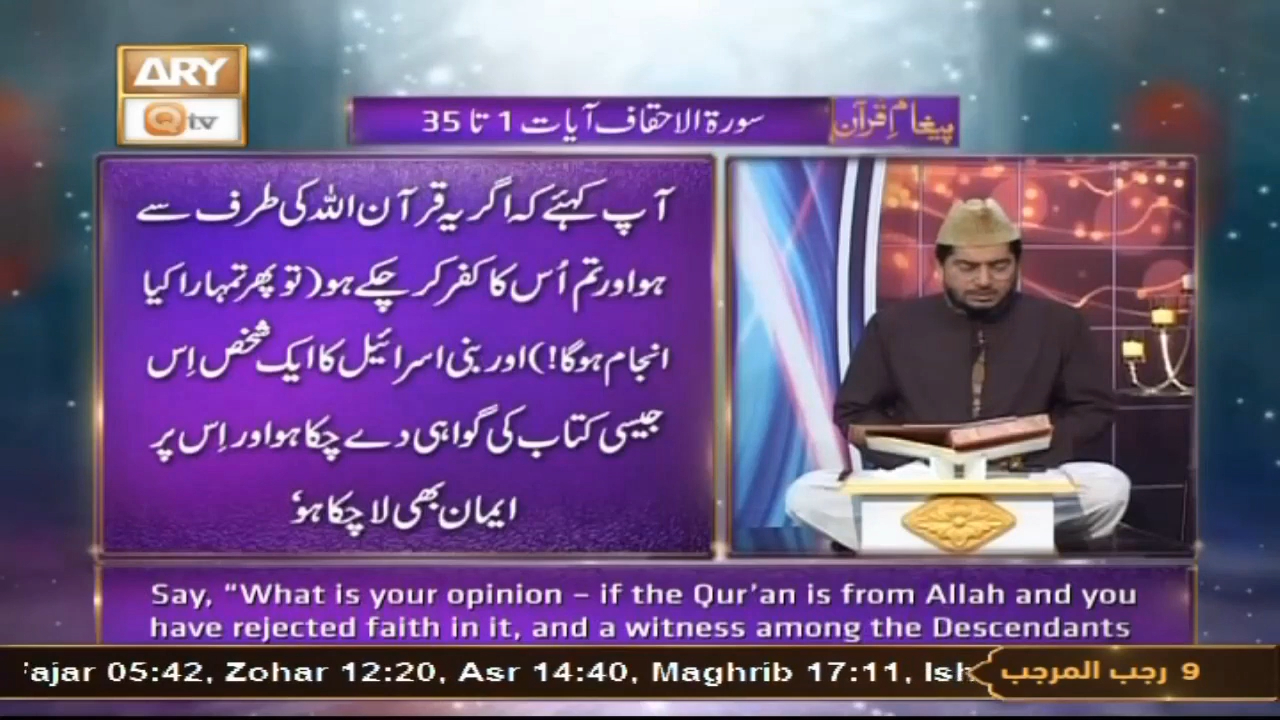 ARY
Qtv
پیغامِ قرآن
سورۃ الاحقاف آیات 1 تا 35
آپ کہئے کہ اگر یہ قرآن اللہ کی طرف سے
ہو اور تم اُس کا کفر کر چکے ہو (تو پھر تمہارا کیا
انجام ہوگا!) اور بنی اسرائیل کا ایک شخص اِس
جیسی کتاب کی گواہی دے چکا ہو اور اِس پر
ایمان بھی لا چکا ہو
Say, “What is your opinion – if the Qur’an is from Allah and you
have rejected faith in it, and a witness among the Descendants
ajar 05:42, Zohar 12:20, Asr 14:40, Maghrib 17:11, Ish
9 رجب المرجب